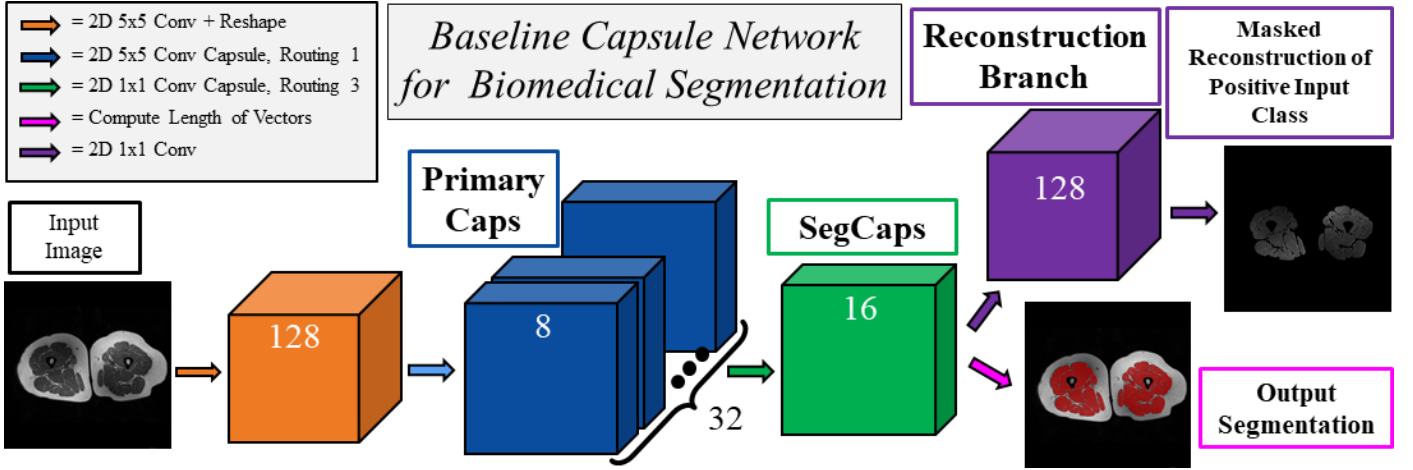 = 2D 5x5 Conv + Reshape
= 2D 5x5 Conv Capsule, Routing 1
= 2D 1x1 Conv Capsule, Routing 3
= Compute Length of Vectors
= 2D 1x1 Conv
Baseline Capsule Network
for Biomedical Segmentation
Reconstruction
Branch
Masked
Reconstruction of
Positive Input
Class
Input
Image
Primary
Caps
SegCaps
128
8
32
16
128
Output
Segmentation